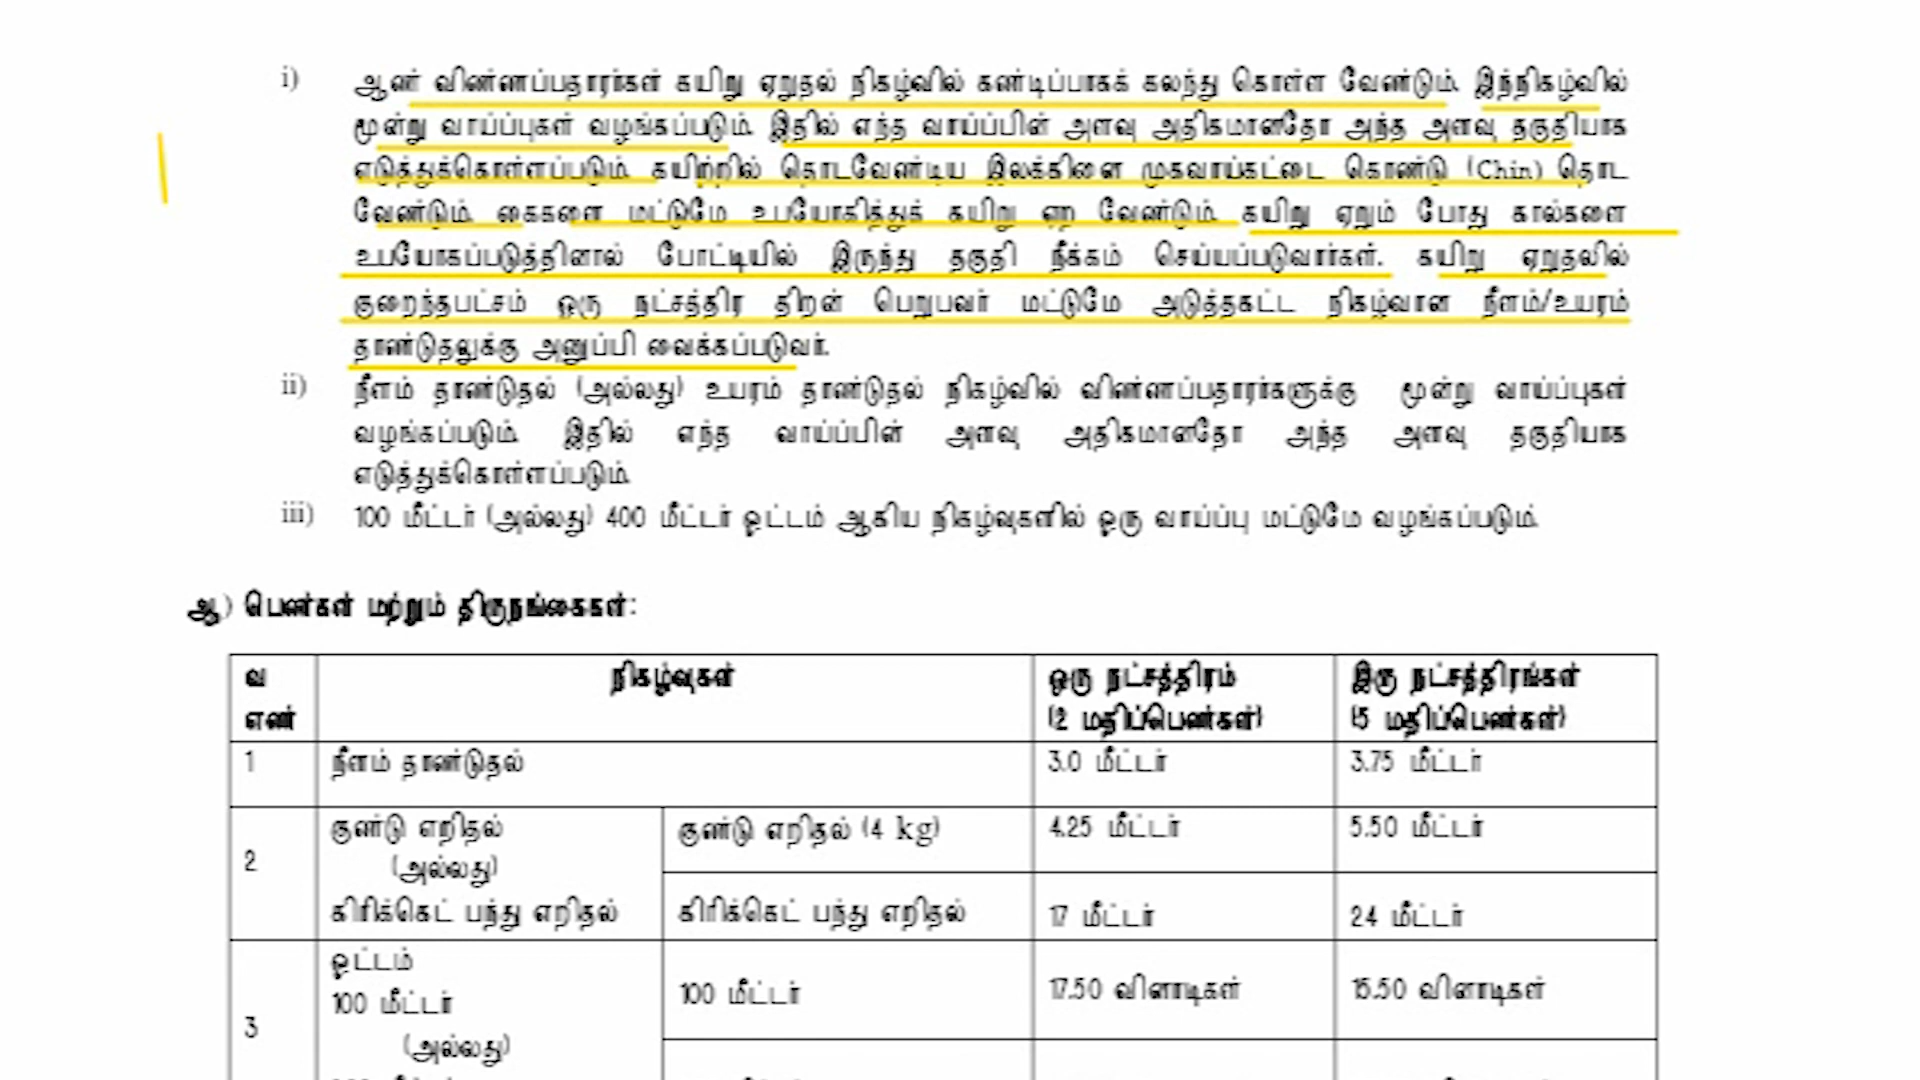 i) ஆண் விண்ணப்பதாரர்கள் கயிறு ஏறுதல் நிகழ்வில் கண்டிப்பாகக் கலந்து கொள்ள வேண்டும். இந்நிகழ்வில்
மூன்று வாய்ப்புகள் வழங்கப்படும். இதில் எந்த வாய்ப்பின் அளவு அதிகமானதோ அந்த அளவு தகுதியாக
எடுத்துக்கொள்ளப்படும். கயிற்றில் தொடவேண்டிய இலக்கினை முகவாய்கட்டை கொண்டு (Chin) தொட
வேண்டும். கைகளை மட்டுமே உபயோகித்துக் கயிறு ஏற வேண்டும். கயிறு ஏறும் போது கால்களை
உபயோகப்படுத்தினால் போட்டியில் இருந்து தகுதி நீக்கம் செய்யப்படுவார்கள். கயிறு ஏறுதலில்
குறைந்தபட்சம் ஒரு நட்சத்திர திறன் பெறுபவர் மட்டுமே அடுத்தகட்ட நிகழ்வான நீளம்/உயரம்
தாண்டுதலுக்கு அனுப்பி வைக்கப்படுவர்.
ii) நீளம் தாண்டுதல் (அல்லது) உயரம் தாண்டுதல் நிகழ்வில் விண்ணப்பதாரர்களுக்கு மூன்று வாய்ப்புகள்
வழங்கப்படும். இதில் எந்த வாய்ப்பின் அளவு அதிகமானதோ அந்த அளவு தகுதியாக
எடுத்துக்கொள்ளப்படும்.
iii) 100 மீட்டர் (அல்லது) 400 மீட்டர் ஓட்டம் ஆகிய நிகழ்வுகளில் ஒரு வாய்ப்பு மட்டுமே வழங்கப்படும்.
ஆ) பெண்கள் மற்றும் திருநங்கைகள்:
வ எண் நிகழ்வுகள் ஒரு நட்சத்திரம் (2 மதிப்பெண்கள்) இரு நட்சத்திரங்கள் (5 மதிப்பெண்கள்)
1 நீளம் தாண்டுதல் 3.0 மீட்டர் 3.75 மீட்டர்
2 குண்டு எறிதல் குண்டு எறிதல் (4 kg) 4.25 மீட்டர் 5.50 மீட்டர்
(அல்லது)
கிரிக்கெட் பந்து எறிதல் கிரிக்கெட் பந்து எறிதல் 17 மீட்டர் 24 மீட்டர்
3 ஓட்டம்
100 மீட்டர் 100 மீட்டர் 17.50 விநாடிகள் 15.50 விநாடிகள்
(அல்லது)